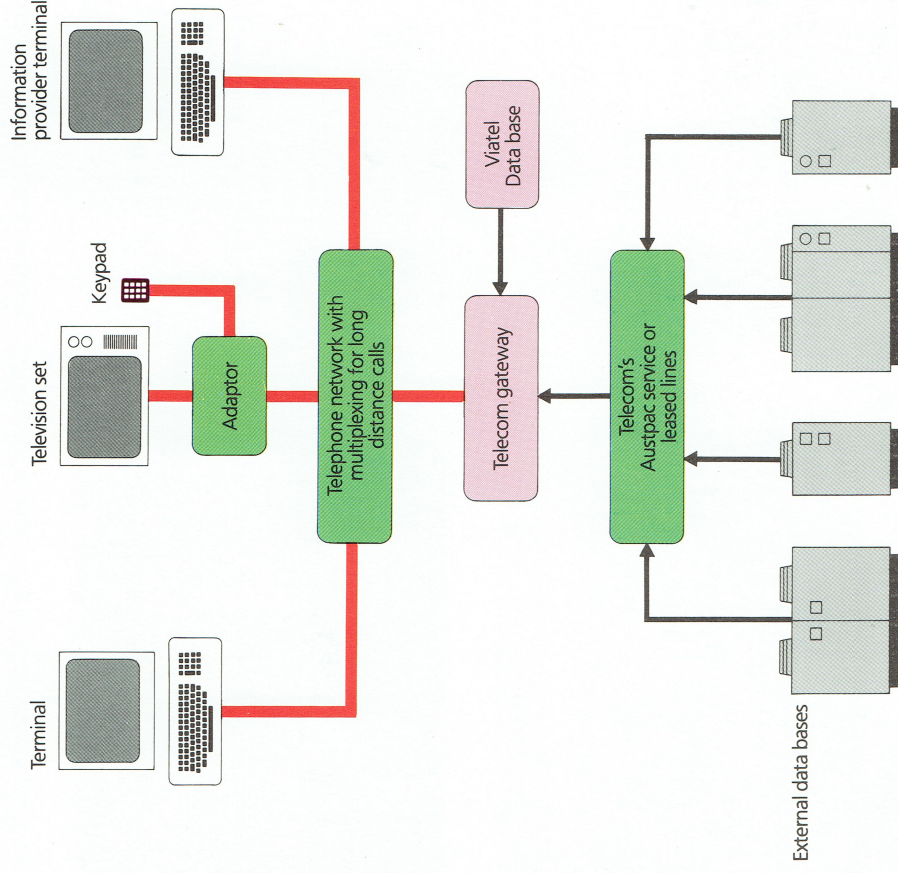 Information
provider terminal
Keypad
Television set
Terminal
Adaptor
Telephone network with
multiplexing for long
distance calls
Viatel
Data base
Telecom gateway
Telecom's
Austpac service or
leased lines
External data bases